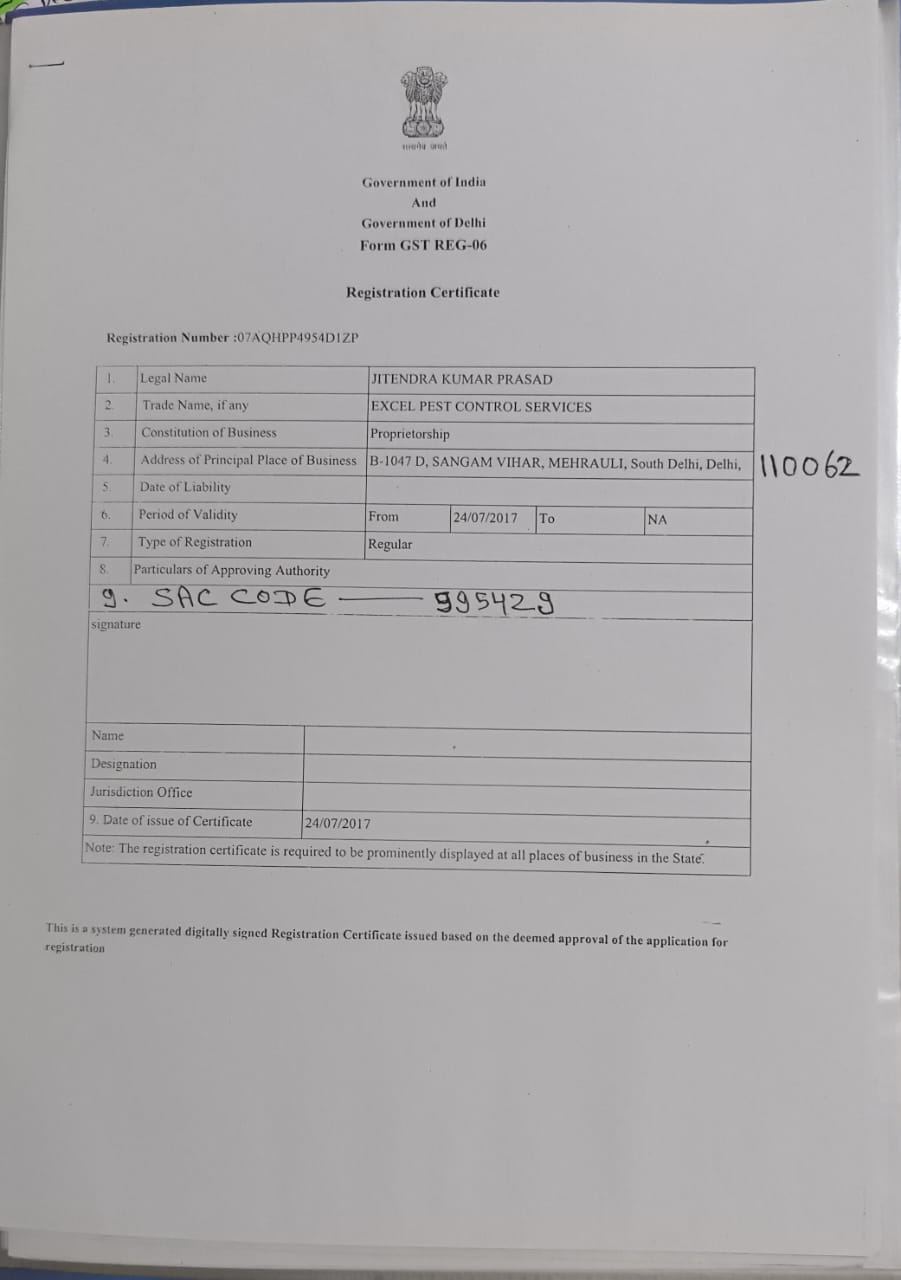 सत्यमेव जयते
Government of India
And
Government of Delhi
Form GST REG-06
Registration Certificate
Registration Number :07AQHPP4954D1ZP
1. Legal Name JITENDRA KUMAR PRASAD
2. Trade Name, if any EXCEL PEST CONTROL SERVICES
3. Constitution of Business Proprietorship
4. Address of Principal Place of Business B-1047 D, SANGAM VIHAR, MEHRAULI, South Delhi, Delhi, 110062
5. Date of Liability
6. Period of Validity From 24/07/2017 To NA
7. Type of Registration Regular
8. Particulars of Approving Authority
9. SAC CODE — 995429
signature
Name
Designation
Jurisdiction Office
9. Date of issue of Certificate 24/07/2017
Note: The registration certificate is required to be prominently displayed at all places of business in the State.
This is a system generated digitally signed Registration Certificate issued based on the deemed approval of the application for
registration